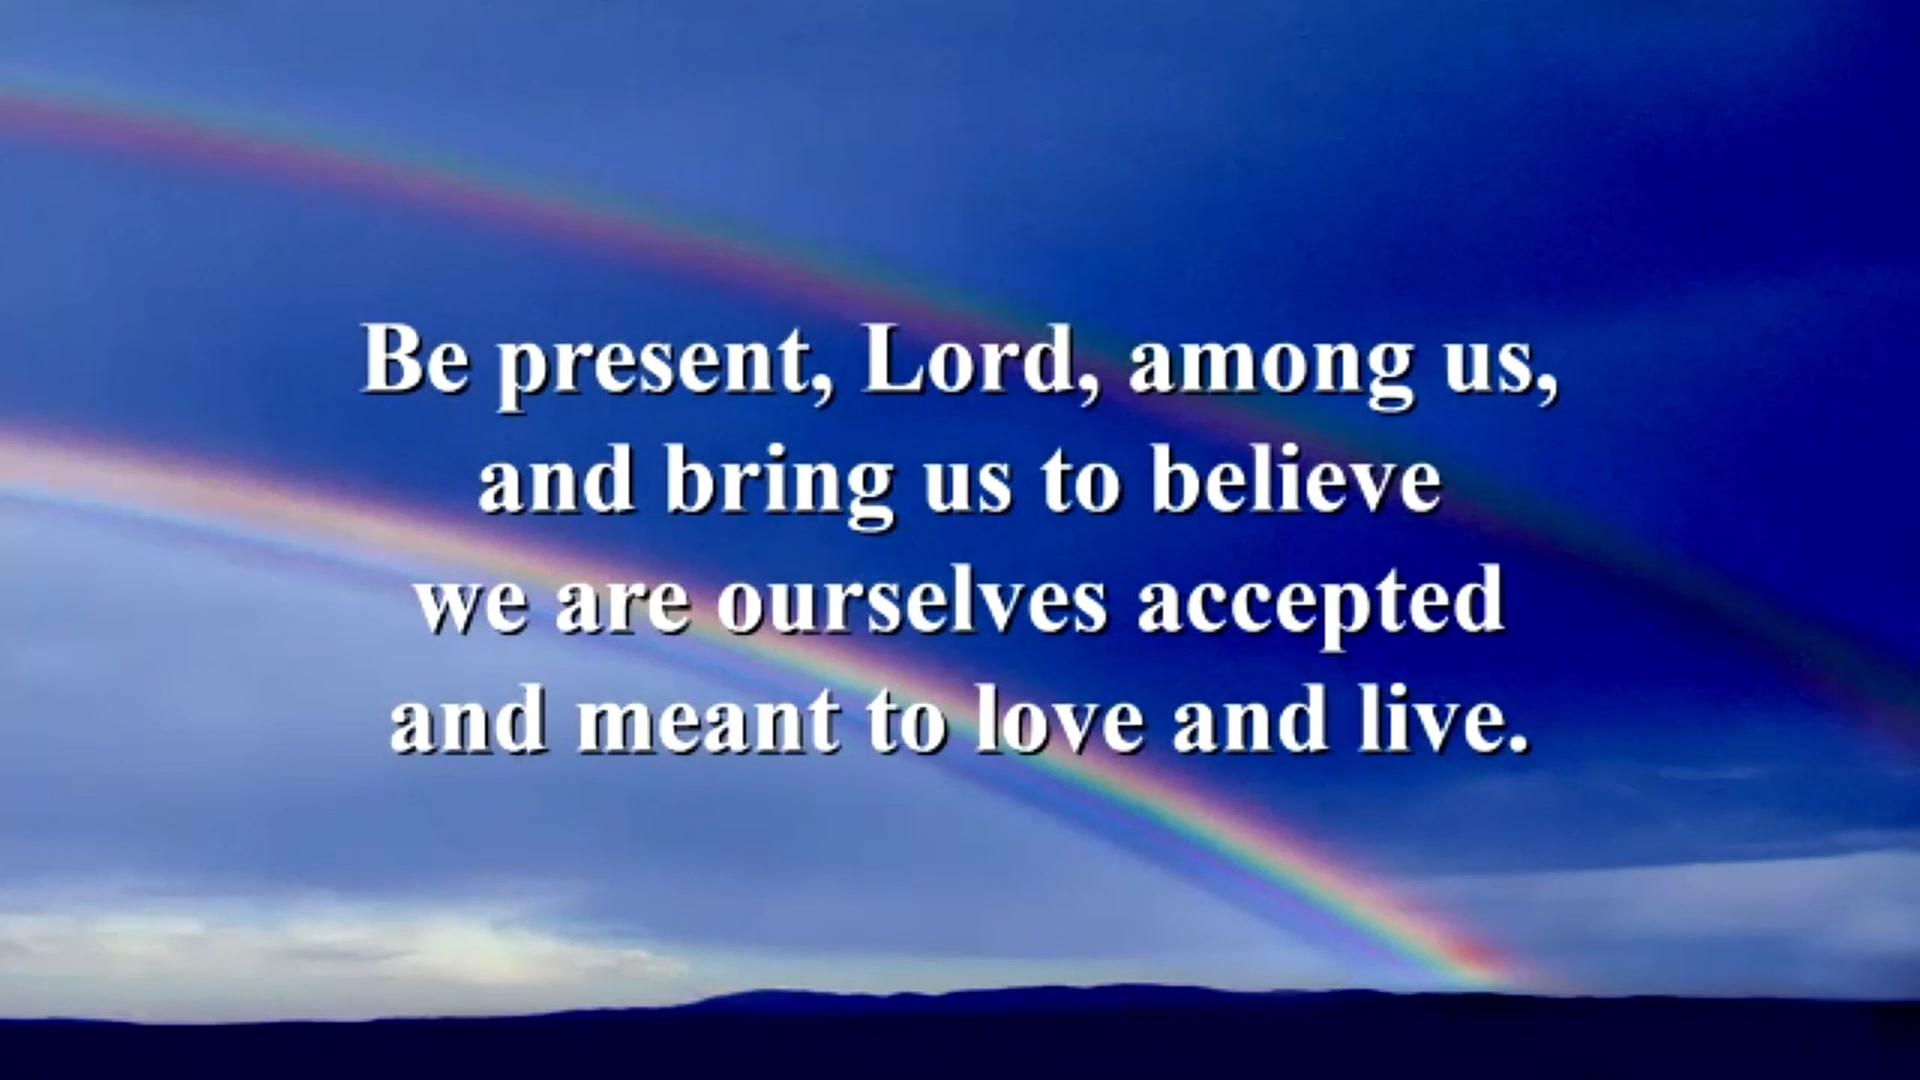 Be present, Lord, among us,
and bring us to believe
we are ourselves accepted
and meant to love and live.